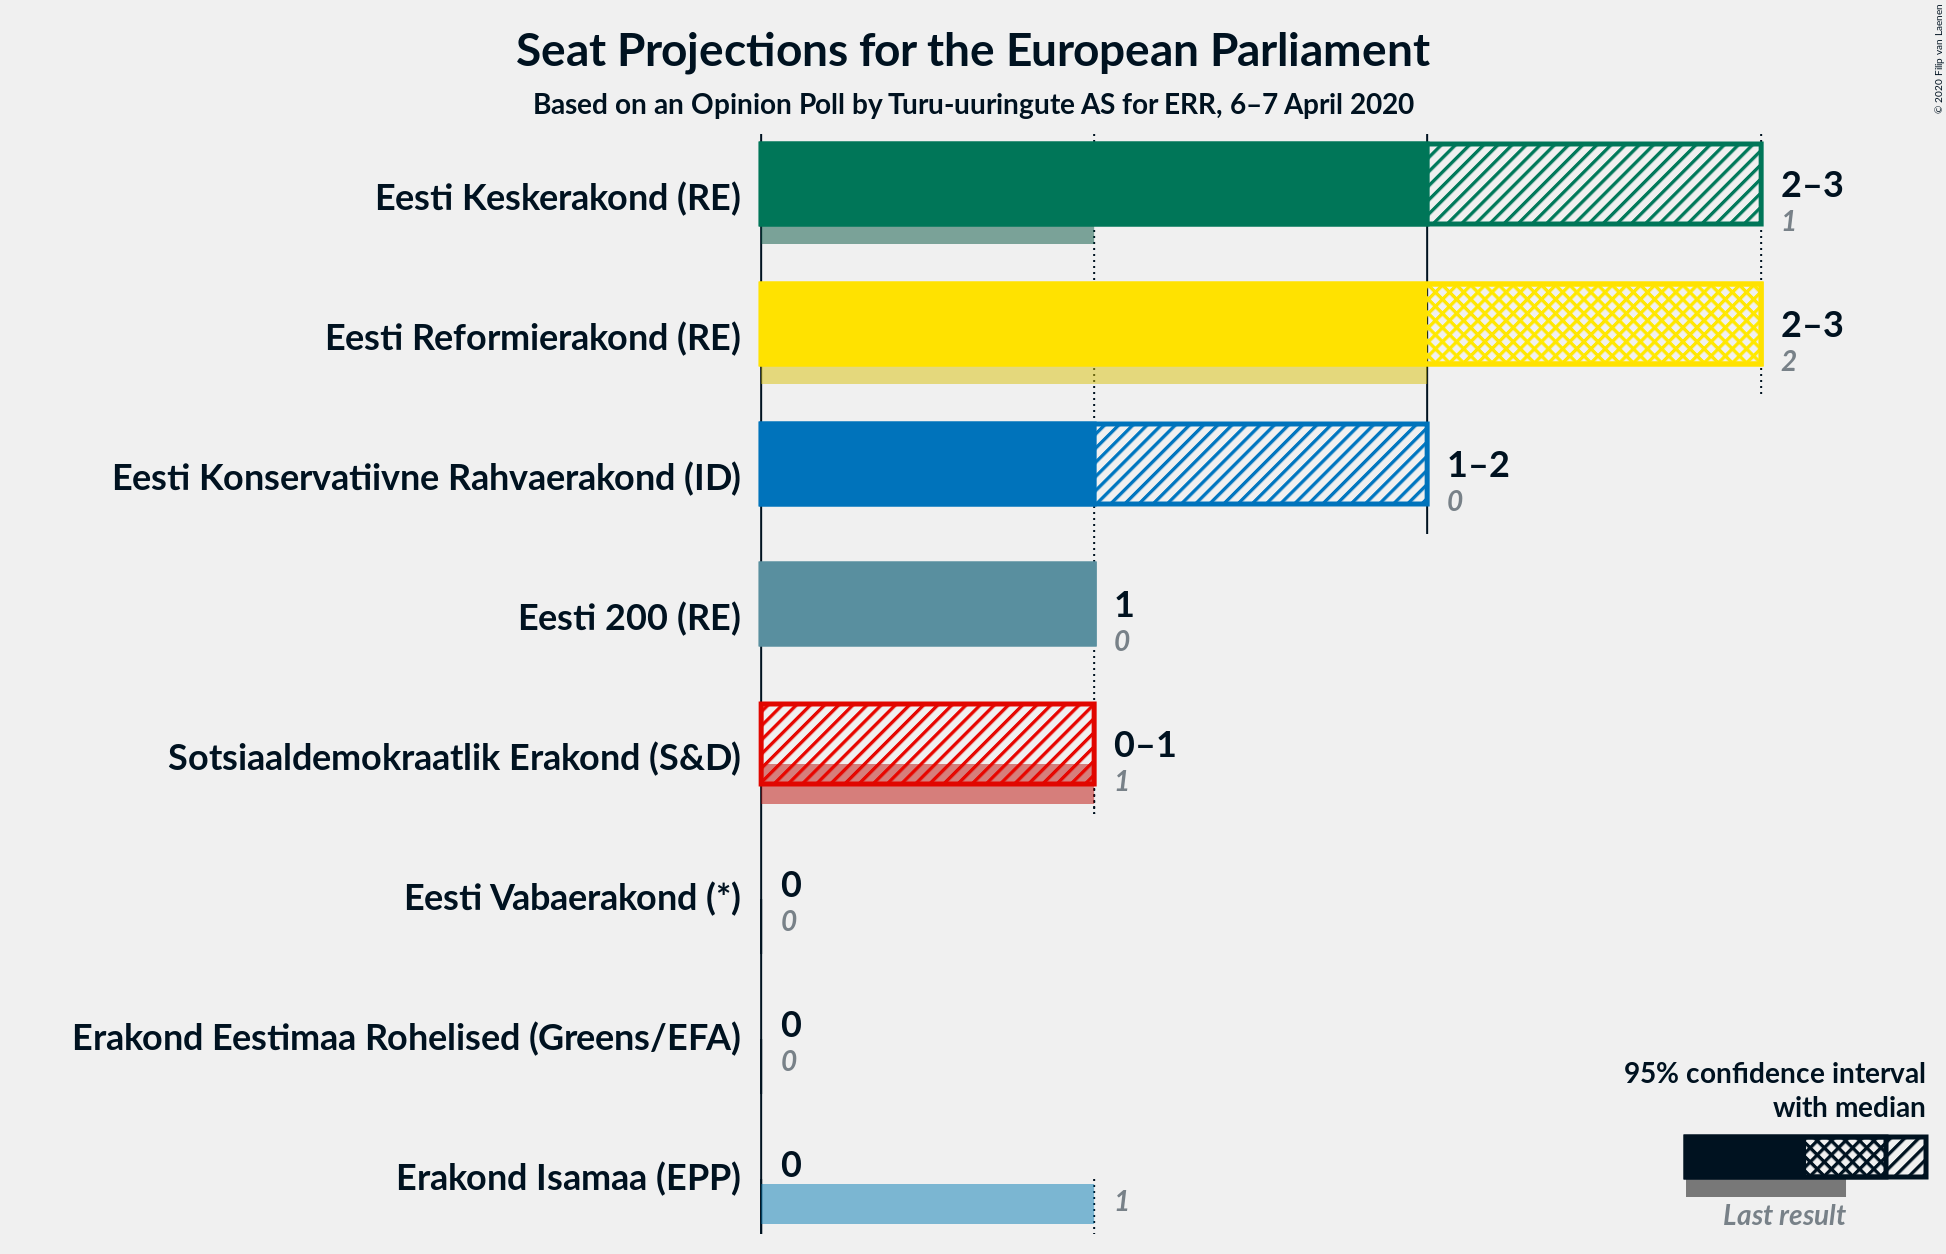 Seat Projections for the European Parliament
Based on an Opinion Poll by Turu-uuringute AS for ERR, 6–7 April 2020
© 2020 Filip van Laenen
Eesti Keskerakond (RE)
2–3
1
Eesti Reformierakond (RE)
2–3
2
Eesti Konservatiivne Rahvaerakond (ID)
1–2
0
Eesti 200 (RE)
1
0
Sotsiaaldemokraatlik Erakond (S&D)
0–1
1
Eesti Vabaerakond (*)
0
0
Erakond Eestimaa Rohelised (Greens/EFA)
0
0
Erakond Isamaa (EPP)
0
1
95% confidence interval
with median
Last result